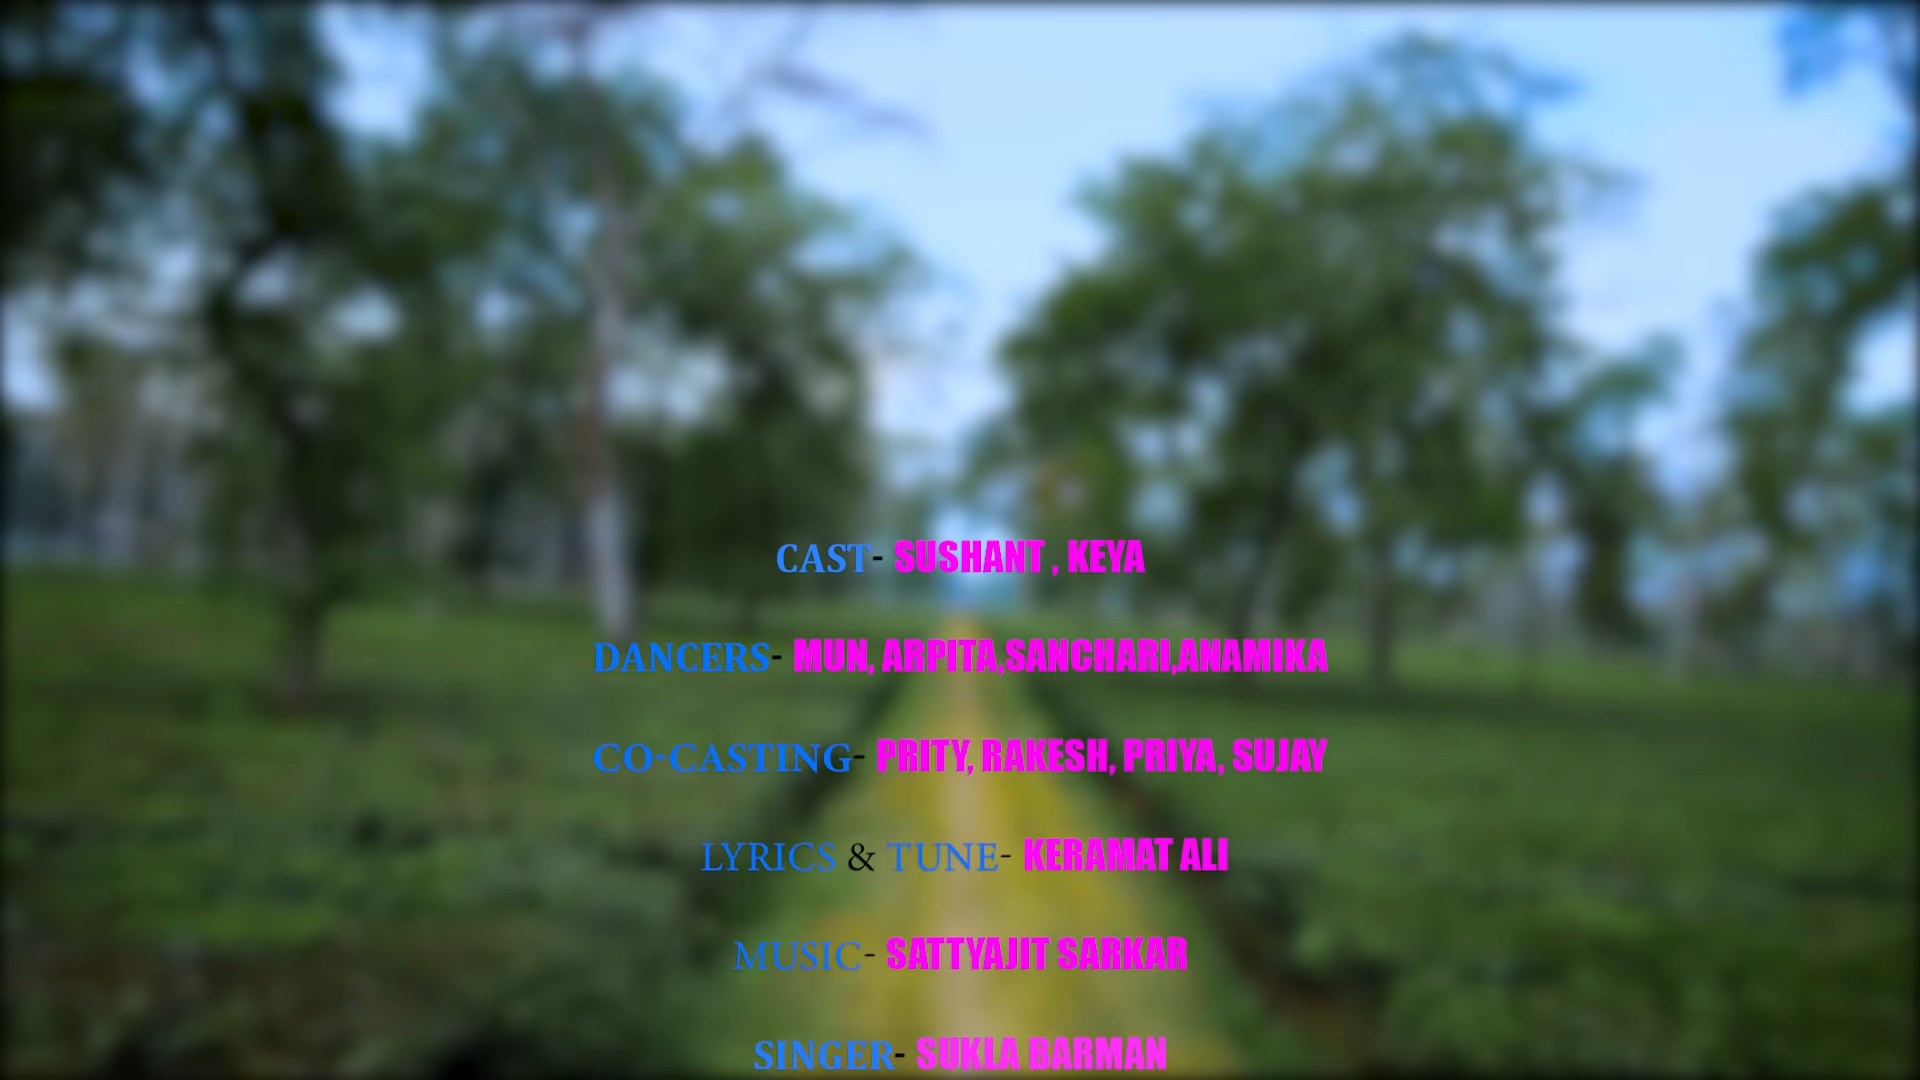 CAST- SUSHANT , KEYA
DANCERS- MUN, ARPITA,SANCHARI,ANAMIKA
CO-CASTING- PRITY, RAKESH, PRIYA, SUJAY
LYRICS & TUNE- KERAMAT ALI
MUSIC- SATTYAJIT SARKAR
SINGER- SUKLA BARMAN